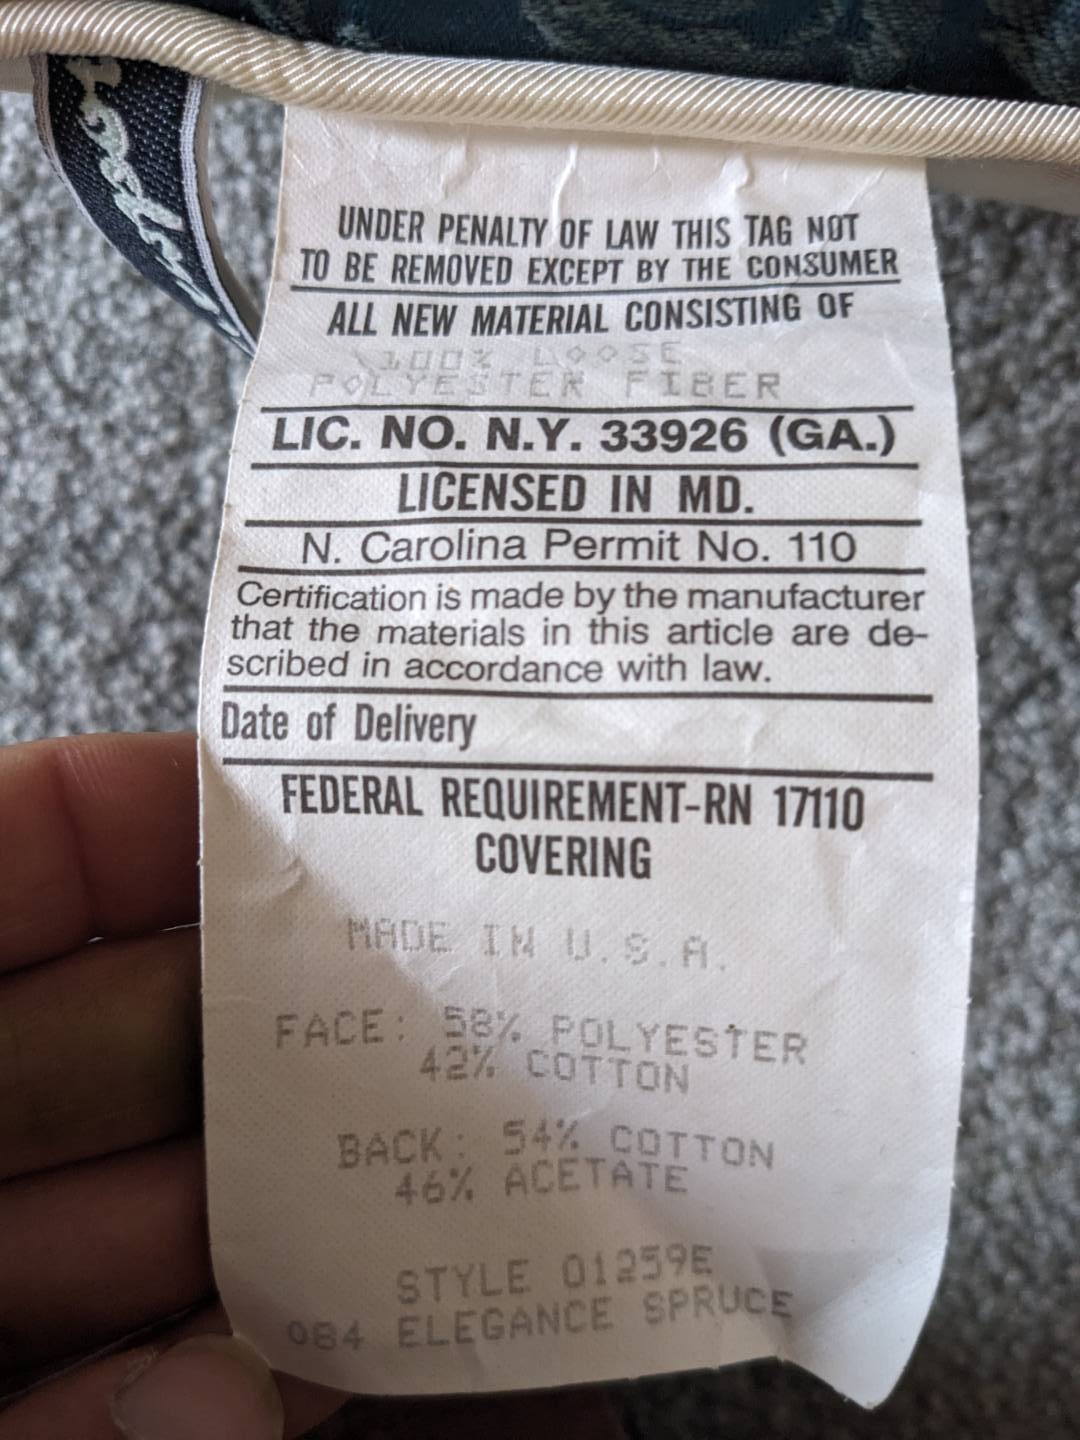 UNDER PENALTY OF LAW THIS TAG NOT
TO BE REMOVED EXCEPT BY THE CONSUMER
ALL NEW MATERIAL CONSISTING OF
100% LOOSE
POLYESTER FIBER
LIC. NO. N.Y. 33926 (GA.)
LICENSED IN MD.
N. Carolina Permit No. 110
Certification is made by the manufacturer
that the materials in this article are de-
scribed in accordance with law.
Date of Delivery
FEDERAL REQUIREMENT-RN 17110
COVERING
MADE IN U.S.A.
FACE: 58% POLYESTER
42% COTTON
BACK: 54% COTTON
46% ACETATE
STYLE 01259E
084 ELEGANCE SPRUCE